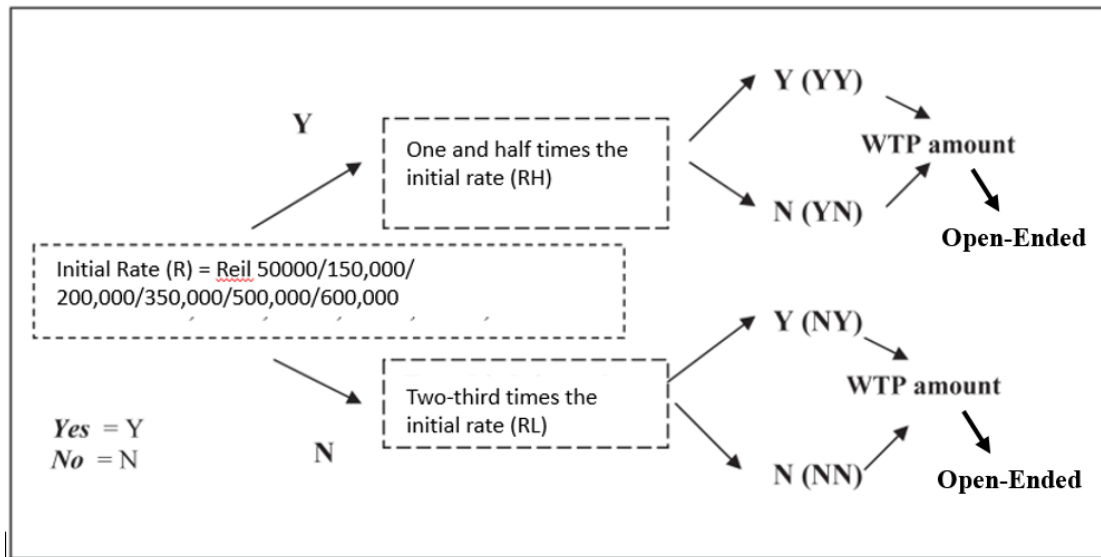 Y (YY)
Y
WTP amount
One and half times the
initial rate (RH)
N (YN)
Open-Ended
Initial Rate (R) = Reil 50000/150,000/
200,000/350,000/500,000/600,000
Y (NY)
WTP amount
Two-third times the
initial rate (RL)
Yes = Y
No = N
N
N (NN)
Open-Ended